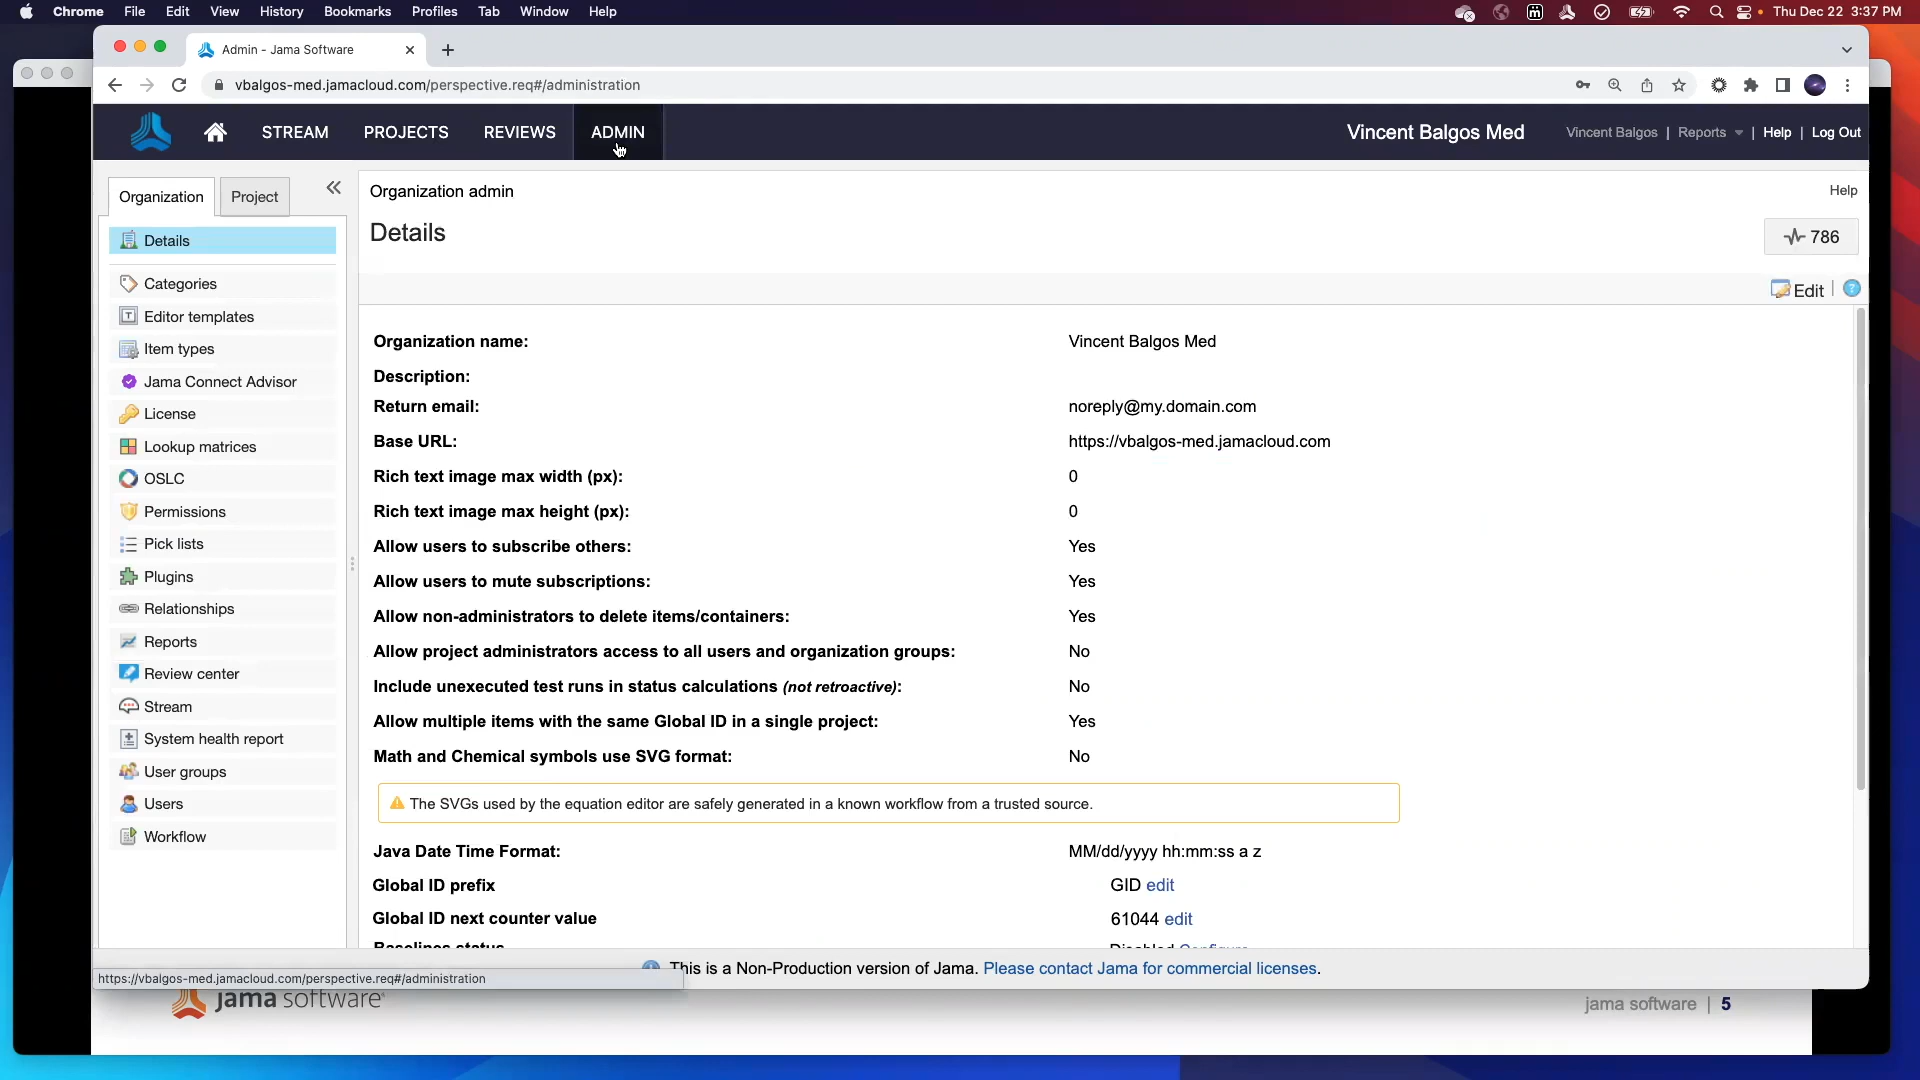 Chrome File Edit View History Bookmarks Profiles Tab Window Help
Thu Dec 22 3:37 PM
Admin - Jama Software
vbalgos-med.jamacloud.com/perspective.req#/administration
STREAM PROJECTS REVIEWS ADMIN
Vincent Balgos Med
Vincent Balgos | Reports | Help | Log Out
Organization
Project
Details
Categories
Editor templates
Item types
Jama Connect Advisor
License
Lookup matrices
OSLC
Permissions
Pick lists
Plugins
Relationships
Reports
Review center
Stream
System health report
User groups
Users
Workflow
Organization admin
Help
Details
786
Edit
Organization name: Vincent Balgos Med
Description:
Return email: noreply@my.domain.com
Base URL: https://vbalgos-med.jamacloud.com
Rich text image max width (px): 0
Rich text image max height (px): 0
Allow users to subscribe others: Yes
Allow users to mute subscriptions: Yes
Allow non-administrators to delete items/containers: Yes
Allow project administrators access to all users and organization groups: No
Include unexecuted test runs in status calculations (not retroactive): No
Allow multiple items with the same Global ID in a single project: Yes
Math and Chemical symbols use SVG format: No
The SVGs used by the equation editor are safely generated in a known workflow from a trusted source.
Java Date Time Format: MM/dd/yyyy hh:mm:ss a z
Global ID prefix GID edit
Global ID next counter value 61044 edit
Baselines status Disabled Configure
This is a Non-Production version of Jama. Please contact Jama for commercial licenses.
https://vbalgos-med.jamacloud.com/perspective.req#/administration
jama software
jama software | 5